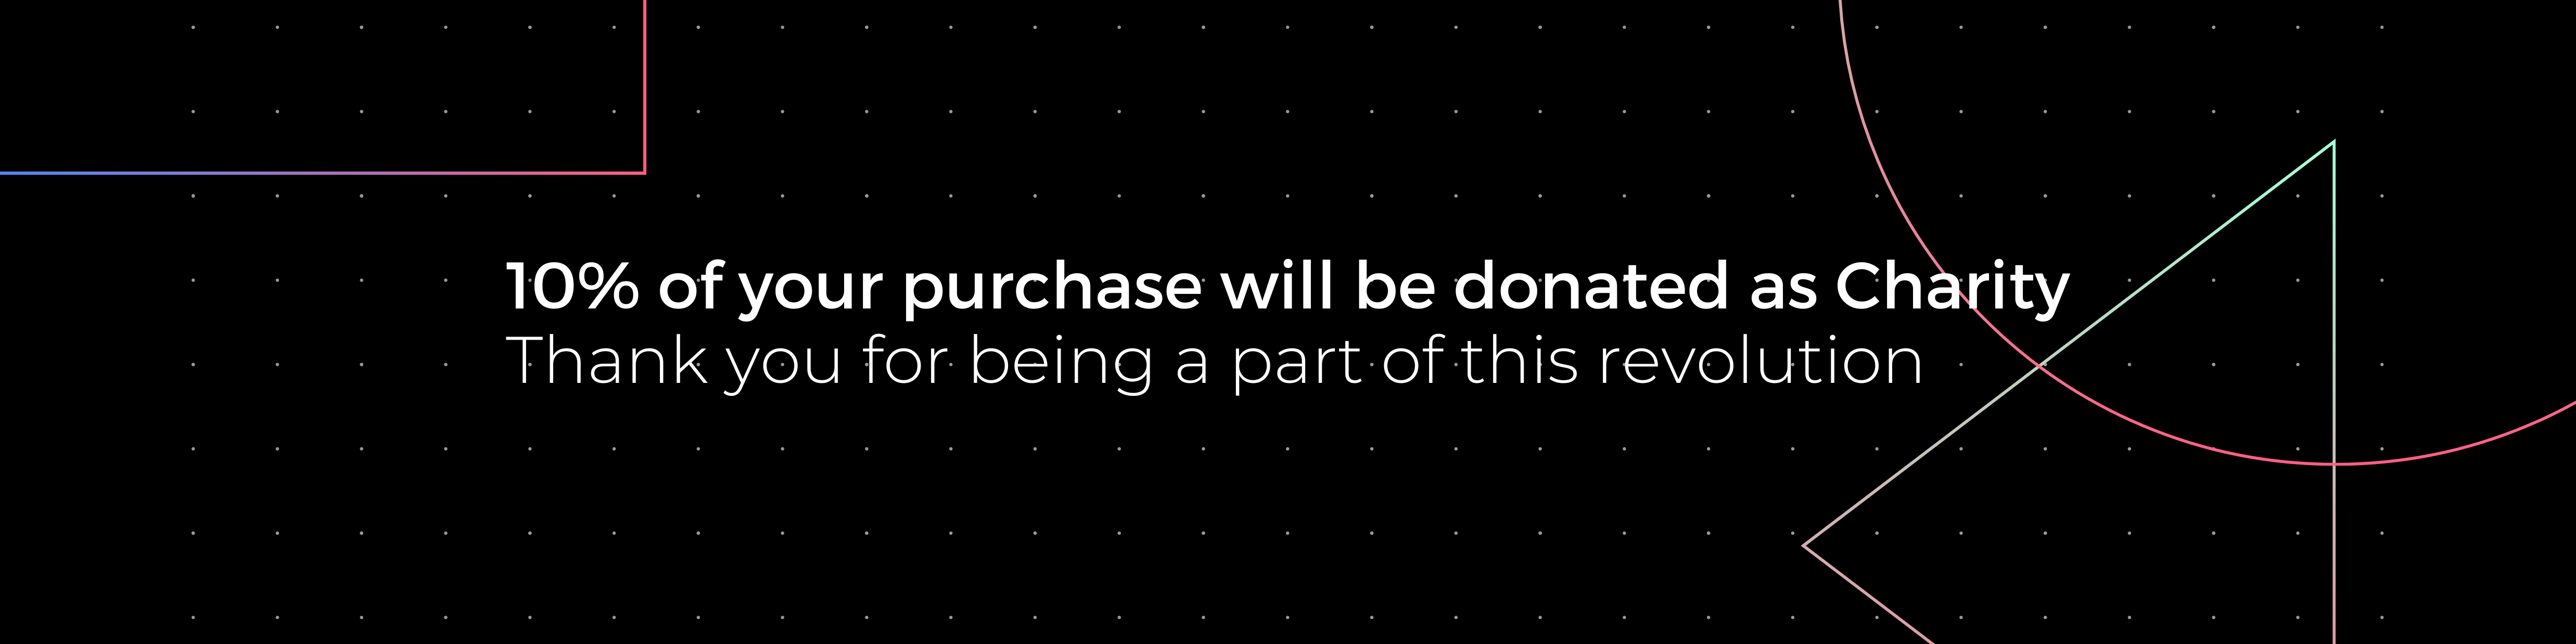 10% of your purchase will be donated as Charity
Thank you for being a part of this revolution